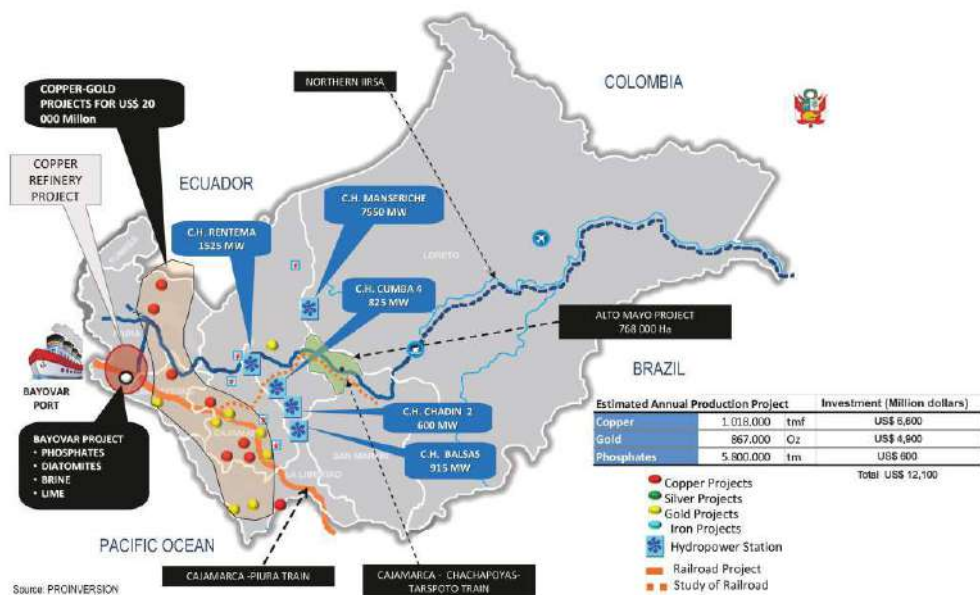 COPPER-GOLD
PROJECTS FOR US$ 20
000 Millon
COPPER
REFINERY
PROJECT
ECUADOR
NORTHERN IIRSA
COLOMBIA
C.H. MANSERICHE
7550 MW
C.H. RENTEMA
1525 MW
LORETO
C.H. CUMBA 4
825 MW
ALTO MAYO PROJECT
768 000 Ha
BRAZIL
BAYOVAR
PORT
BAYOVAR PROJECT
• PHOSPHATES
• DIATOMITES
• BRINE
• LIME
C.H. CHADIN 2
600 MW
C.H. BALSAS
915 MW
LA LIBERTAD
SAN MARTIN
PACIFIC OCEAN
CAJAMARCA -PIURA TRAIN
CAJAMARCA - CHACHAPOYAS-
TARSPOTO TRAIN
Estimated Annual Production Project Investment (Million dollars)
Copper 1.018.000 tmf US$ 6,600
Gold 867.000 Oz US$ 4,900
Phosphates 5.800.000 tm US$ 600
Total US$ 12,100
Copper Projects
Silver Projects
Gold Projects
Iron Projects
Hydropower Station
Railroad Project
Study of Railroad
Source: PROINVERSION